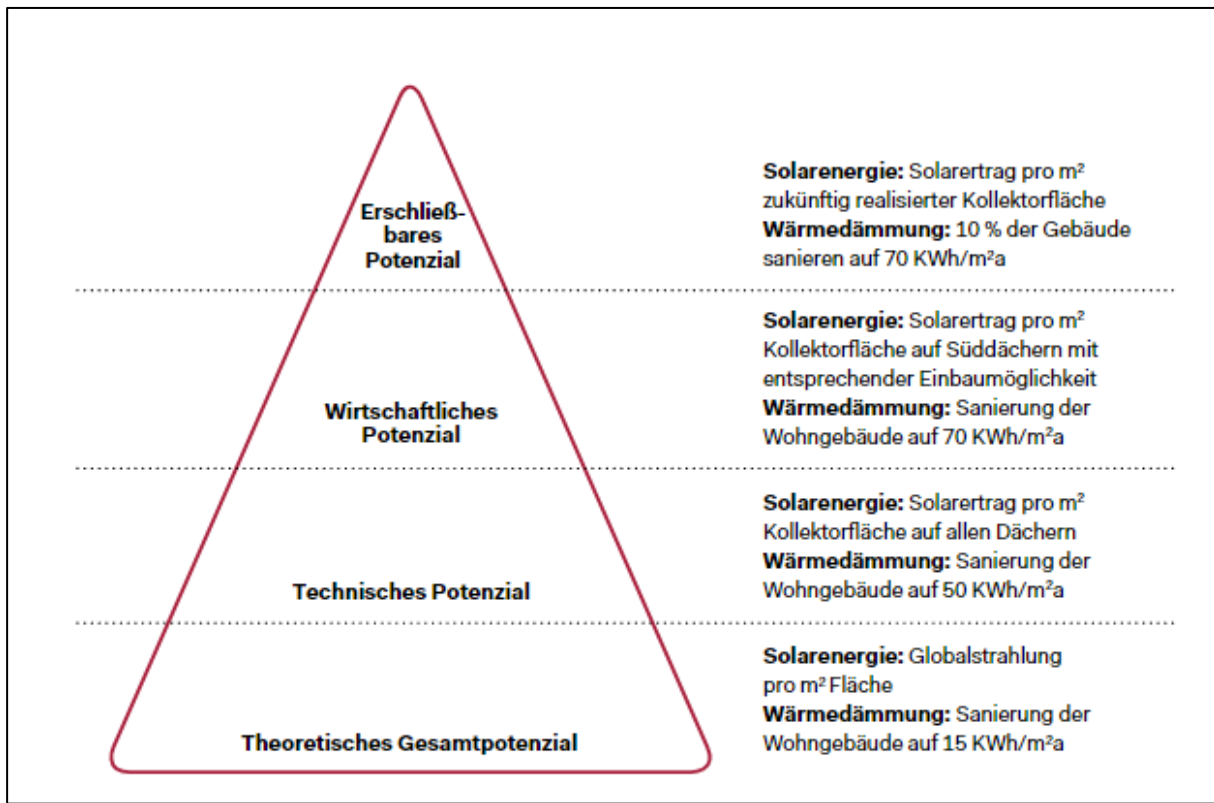 Erschließ-
bares
Potenzial
Solarenergie: Solarertrag pro m²
zukünftig realisierter Kollektorfläche
Wärmedämmung: 10 % der Gebäude
sanieren auf 70 KWh/m²a
Wirtschaftliches
Potenzial
Solarenergie: Solarertrag pro m²
Kollektorfläche auf Süddächern mit
entsprechender Einbaumöglichkeit
Wärmedämmung: Sanierung der
Wohngebäude auf 70 KWh/m²a
Technisches Potenzial
Solarenergie: Solarertrag pro m²
Kollektorfläche auf allen Dächern
Wärmedämmung: Sanierung der
Wohngebäude auf 50 KWh/m²a
Theoretisches Gesamtpotenzial
Solarenergie: Globalstrahlung
pro m² Fläche
Wärmedämmung: Sanierung der
Wohngebäude auf 15 KWh/m²a